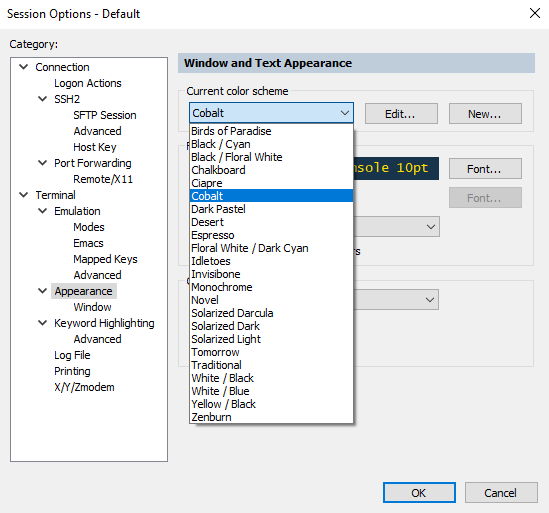 Session Options - Default
Category:
Connection
Logon Actions
SSH2
SFTP Session
Advanced
Host Key
Port Forwarding
Remote/X11
Terminal
Emulation
Modes
Emacs
Mapped Keys
Advanced
Appearance
Window
Keyword Highlighting
Advanced
Log File
Printing
X/Y/Zmodem
Window and Text Appearance
Current color scheme
Cobalt
Edit...
New...
Birds of Paradise
Black / Cyan
Black / Floral White
Chalkboard
Ciapre
Cobalt
Dark Pastel
Desert
Espresso
Floral White / Dark Cyan
Idletoes
Invisibone
Monochrome
Novel
Solarized Darcula
Solarized Dark
Solarized Light
Tomorrow
Traditional
White / Black
White / Blue
Yellow / Black
Zenburn
nsole 10pt
Font...
Font...
rs
OK
Cancel